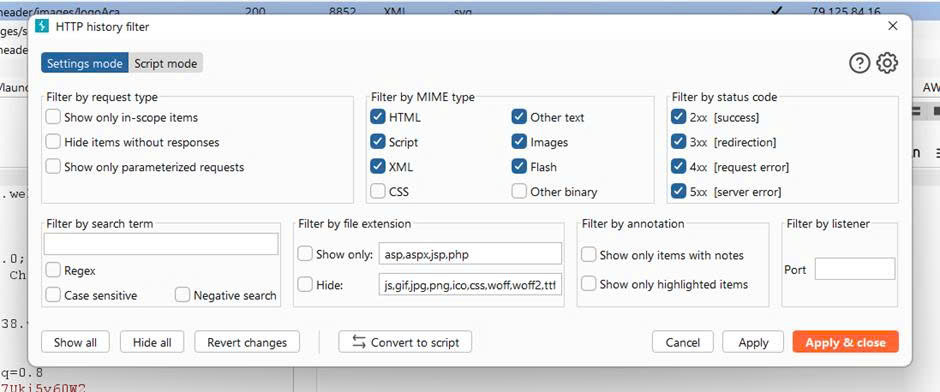 header/images/logoAca 200 8852 XML svg 79.125.84.16
ges/s
HTTP history filter
heade
Settings mode Script mode
/laun
AW
Filter by request type
Show only in-scope items
Hide items without responses
Show only parameterized requests
Filter by MIME type
HTML Other text
Script Images
XML Flash
CSS Other binary
Filter by status code
2xx [success]
3xx [redirection]
4xx [request error]
5xx [server error]
.we
.0;
Ch
38.
Filter by search term
Regex
Case sensitive Negative search
Filter by file extension
Show only: asp,aspx,jsp,php
Hide: js,gif,jpg,png,ico,css,woff,woff2,ttf
Filter by annotation
Show only items with notes
Show only highlighted items
Filter by listener
Port
Show all Hide all Revert changes Convert to script Cancel Apply Apply & close
q=0.8